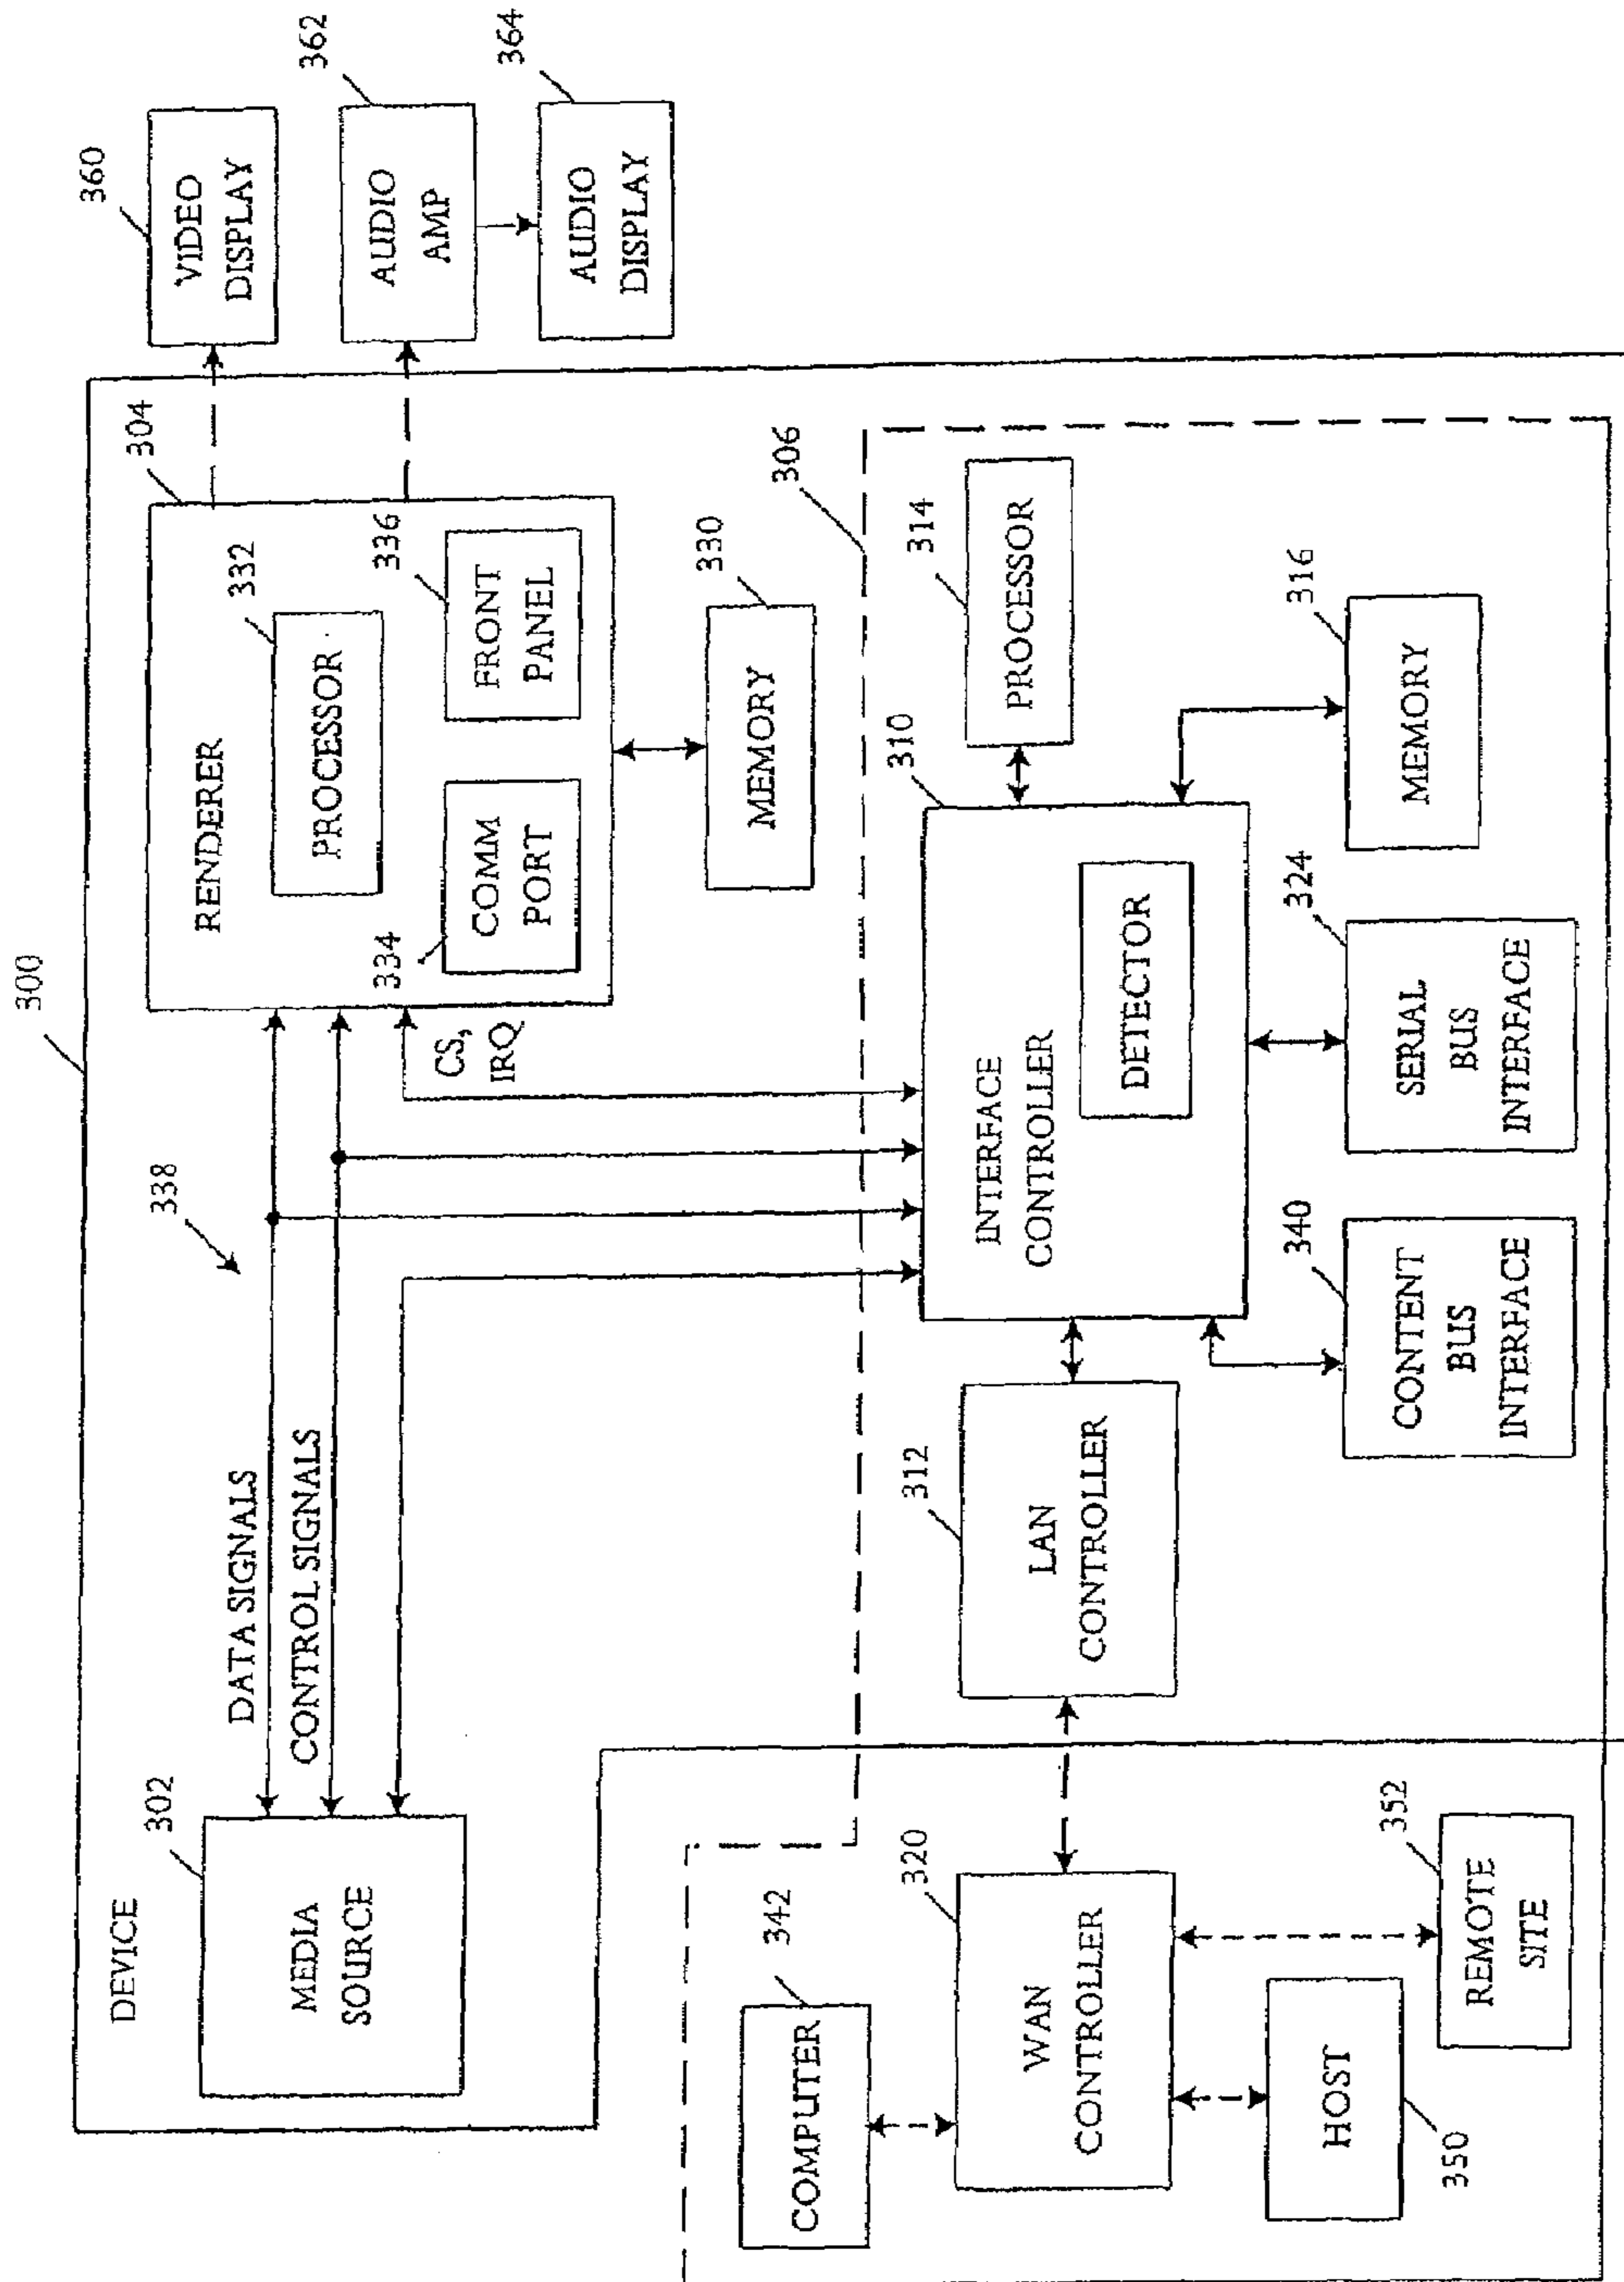 300
DEVICE
302
MEDIA
SOURCE
DATA SIGNALS
CONTROL SIGNALS
338
CS,
IRQ
304
RENDERER
332
PROCESSOR
334
COMM
PORT
336
FRONT
PANEL
330
MEMORY
360
VIDEO
DISPLAY
362
AUDIO
AMP
364
AUDIO
DISPLAY
306
310
INTERFACE
CONTROLLER
DETECTOR
314
PROCESSOR
316
MEMORY
312
LAN
CONTROLLER
340
CONTENT
BUS
INTERFACE
324
SERIAL
BUS
INTERFACE
342
COMPUTER
320
WAN
CONTROLLER
350
HOST
352
REMOTE
SITE